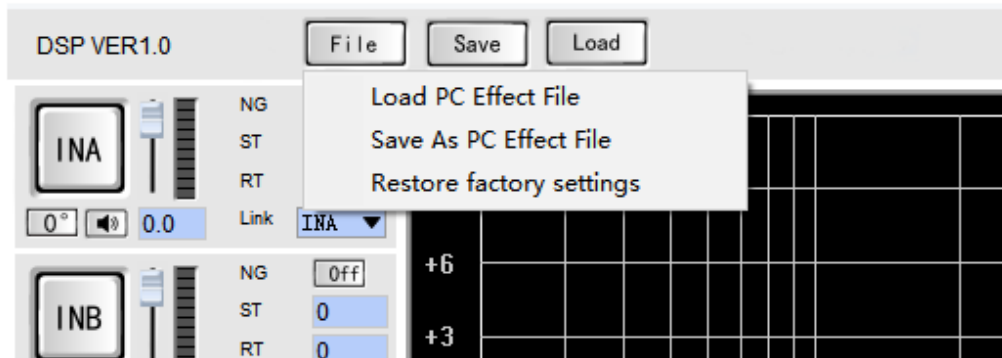 DSP VER1.0
File Save Load
Load PC Effect File
Save As PC Effect File
Restore factory settings
INA
NG
ST
RT
0° 0.0
Link INA
INB
NG Off
ST 0
RT 0
+6
+3